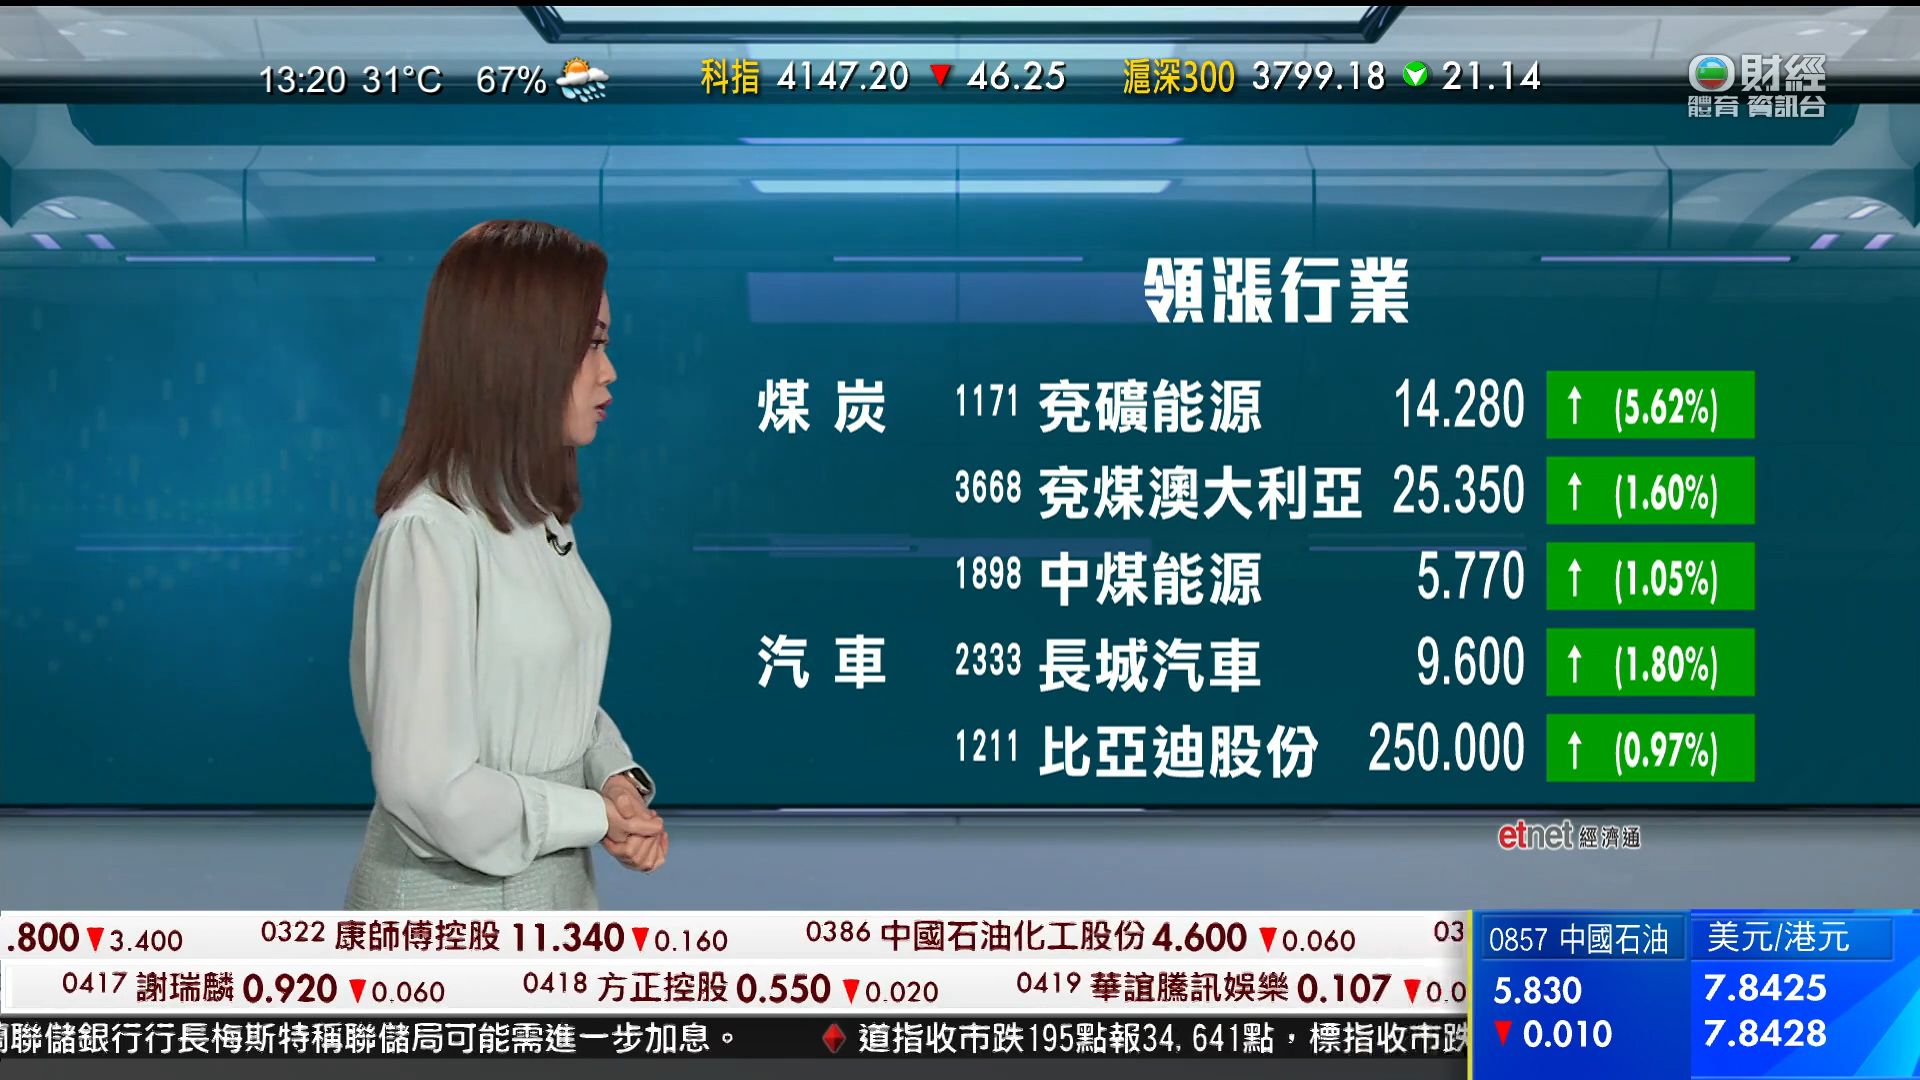 13:20 31°C 67% 科指 4147.20 ▼ 46.25 滬深300 3799.18 21.14
財經
體育 資訊台
領漲行業
煤炭 1171 兗礦能源 14.280 ↑ (5.62%)
3668 兗煤澳大利亞 25.350 ↑ (1.60%)
1898 中煤能源 5.770 ↑ (1.05%)
汽車 2333 長城汽車 9.600 ↑ (1.80%)
1211 比亞迪股份 250.000 ↑ (0.97%)
etnet 經濟通
.800 ▼ 3.400 0322 康師傅控股 11.340 ▼ 0.160 0386 中國石油化工股份 4.600 ▼ 0.060 03
0417 謝瑞麟 0.920 ▼ 0.060 0418 方正控股 0.550 ▼ 0.020 0419 華誼騰訊娛樂 0.107 ▼ 0.0
聯儲銀行行長梅斯特稱聯儲局可能需進一步加息。 道指收市跌195點報34,641點，標指收市跌
0857 中國石油
5.830
▼ 0.010
美元/港元
7.8425
7.8428